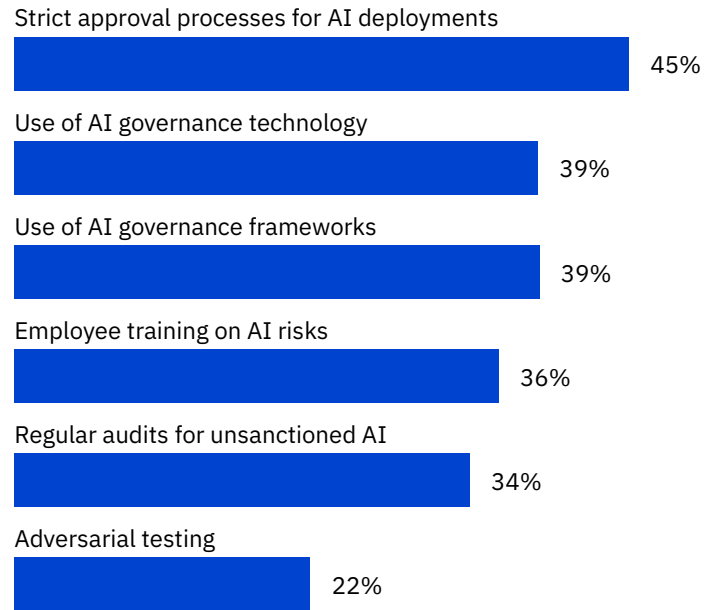 Strict approval processes for AI deployments
45%
Use of AI governance technology
39%
Use of AI governance frameworks
39%
Employee training on AI risks
36%
Regular audits for unsanctioned AI
34%
Adversarial testing
22%